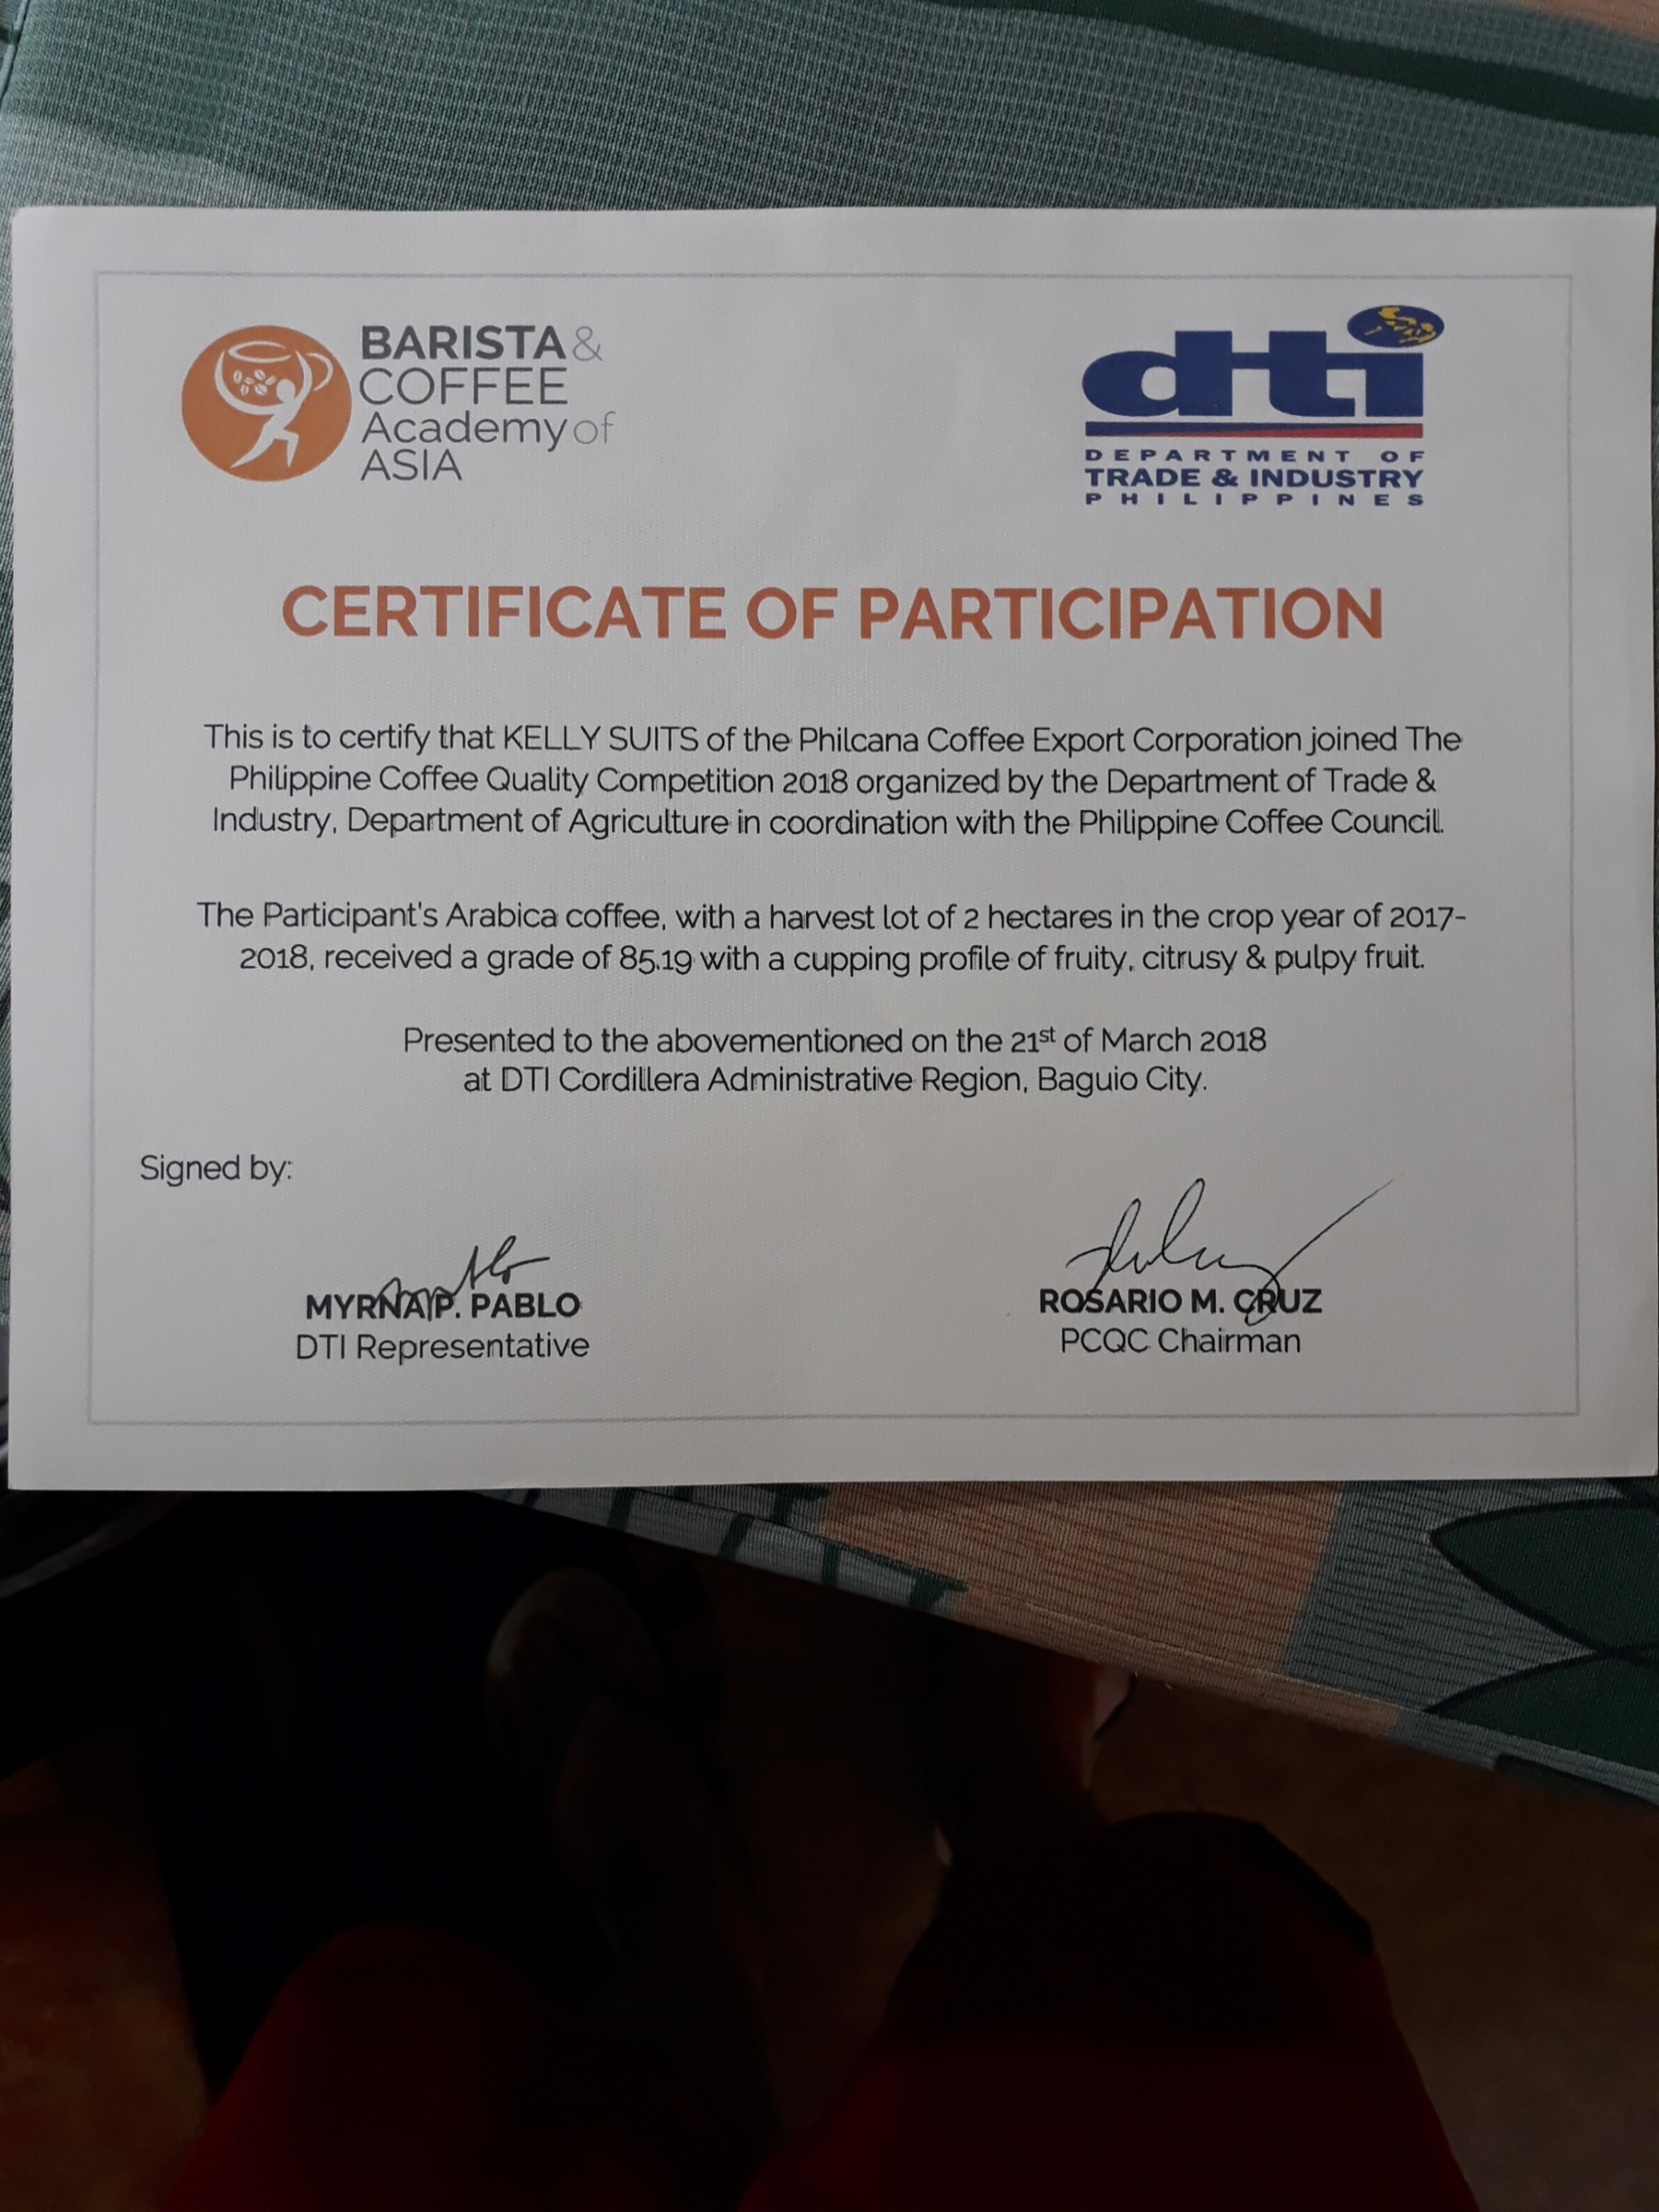 BARISTA &
COFFEE
Academy of
ASIA
dti
DEPARTMENT OF
TRADE & INDUSTRY
PHILIPPINES
CERTIFICATE OF PARTICIPATION
This is to certify that KELLY SUITS of the Philcana Coffee Export Corporation joined The
Philippine Coffee Quality Competition 2018 organized by the Department of Trade &
Industry, Department of Agriculture in coordination with the Philippine Coffee Council.
The Participant's Arabica coffee, with a harvest lot of 2 hectares in the crop year of 2017-
2018, received a grade of 85.19 with a cupping profile of fruity, citrusy & pulpy fruit.
Presented to the abovementioned on the 21st of March 2018
at DTI Cordillera Administrative Region, Baguio City.
Signed by:
MYRNA P. PABLO
DTI Representative
ROSARIO M. CRUZ
PCQC Chairman